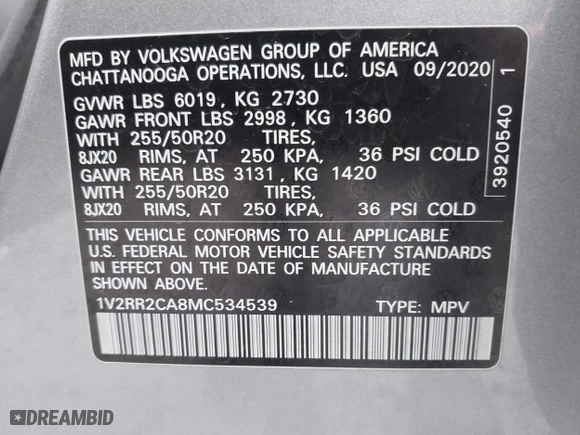 MFD BY VOLKSWAGEN GROUP OF AMERICA
CHATTANOOGA OPERATIONS, LLC. USA 09/2020
GVWR LBS 6019, KG 2730
GAWR FRONT LBS 2998, KG 1360
WITH 255/50R20 TIRES,
8JX20 RIMS, AT 250 KPA, 36 PSI COLD
GAWR REAR LBS 3131, KG 1420
WITH 255/50R20 TIRES,
8JX20 RIMS, AT 250 KPA, 36 PSI COLD
THIS VEHICLE CONFORMS TO ALL APPLICABLE
U.S. FEDERAL MOTOR VEHICLE SAFETY STANDARDS
IN EFFECT ON THE DATE OF MANUFACTURE
SHOWN ABOVE.
1V2RR2CA8MC534539 TYPE: MPV
3920540 1
DREAMBID